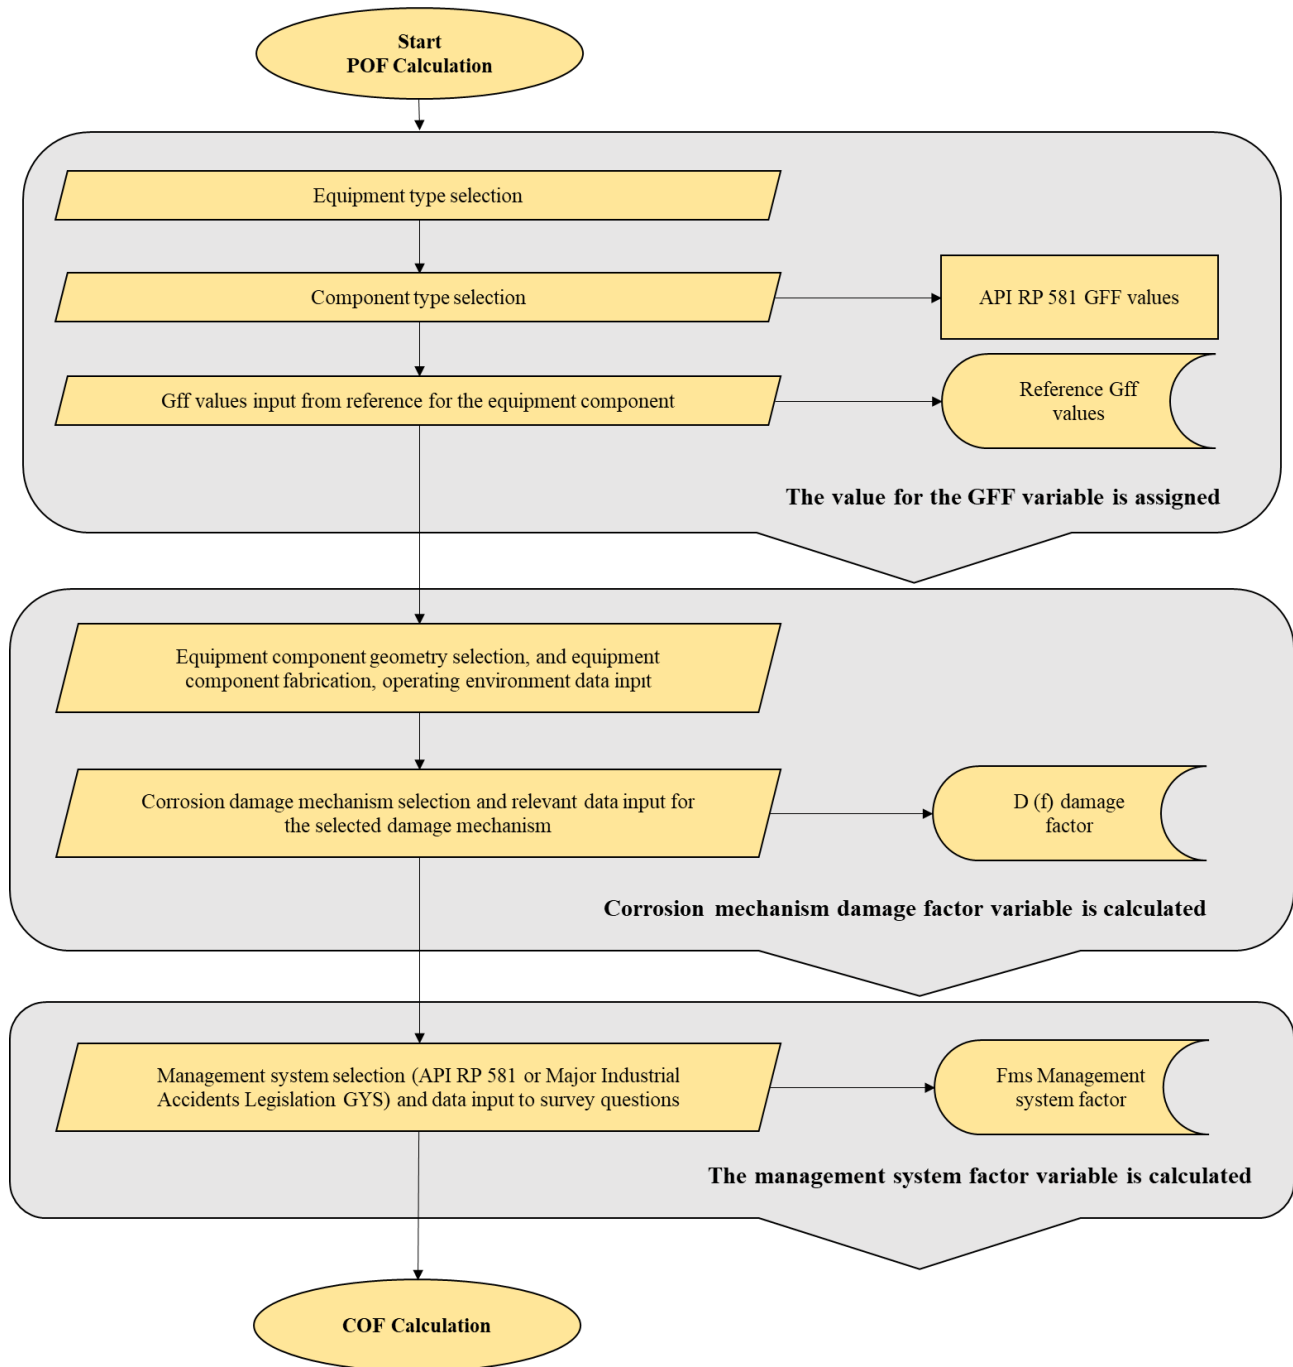 Start
POF Calculation
Equipment type selection
Component type selection
API RP 581 GFF values
Gff values input from reference for the equipment component
Reference Gff
values
The value for the GFF variable is assigned
Equipment component geometry selection, and equipment
component fabrication, operating environment data input
Corrosion damage mechanism selection and relevant data input for
the selected damage mechanism
D (f) damage
factor
Corrosion mechanism damage factor variable is calculated
Management system selection (API RP 581 or Major Industrial
Accidents Legislation GYS) and data input to survey questions
Fms Management
system factor
The management system factor variable is calculated
COF Calculation